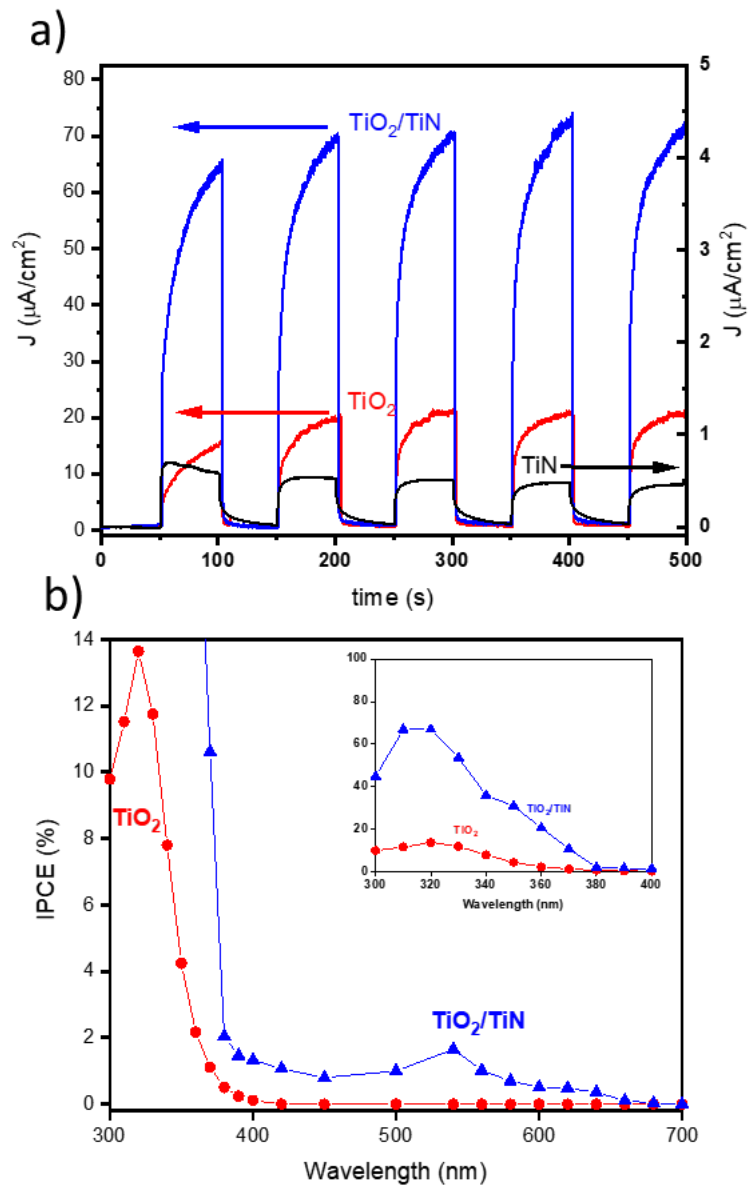 a)
80
70
60
50
40
30
20
10
0
J (μA/cm²)
TiO₂/TiN
TiO₂
TiN
5
4
3
2
1
0
J (μA/cm²)
0 100 200 300 400 500
time (s)
b)
14
12
10
8
6
4
2
0
IPCE (%)
TiO₂
TiO₂/TiN
100
80
60
40
20
0
TIO₂/TIN
TIO₂
300 320 340 360 380 400
Wavelength (nm)
300 400 500 600 700
Wavelength (nm)